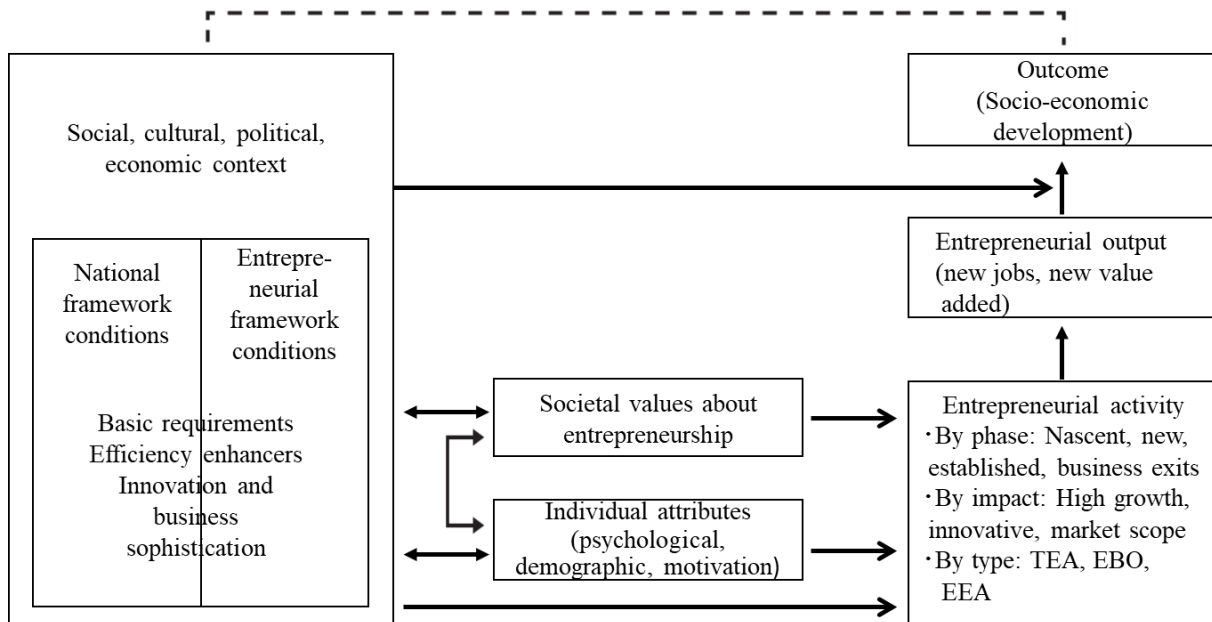 Social, cultural, political,
economic context
National
framework
conditions
Entrepre-
neurial
framework
conditions
Basic requirements
Efficiency enhancers
Innovation and
business
sophistication
Societal values about
entrepreneurship
Individual attributes
(psychological,
demographic, motivation)
Outcome
(Socio-economic
development)
Entrepreneurial output
(new jobs, new value
added)
Entrepreneurial activity
・By phase: Nascent, new,
established, business exits
・By impact: High growth,
innovative, market scope
・By type: TEA, EBO,
EEA